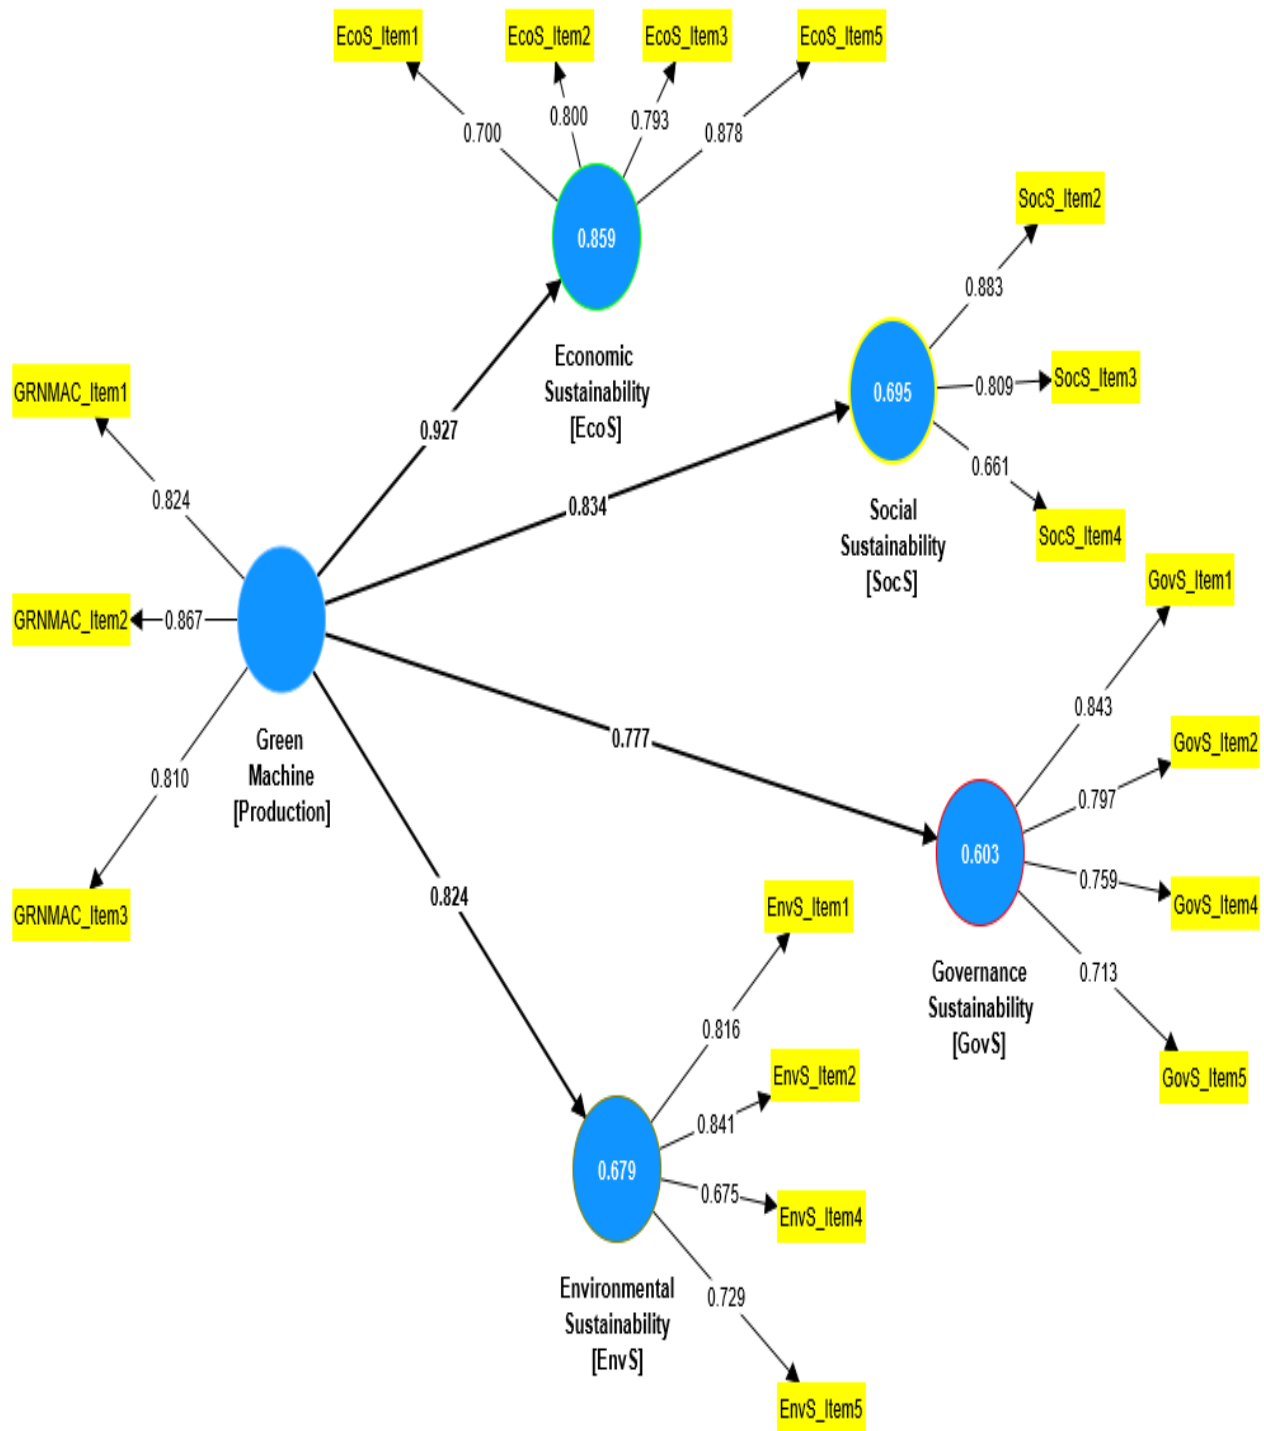 EcoS_Item1
EcoS_Item2
EcoS_Item3
EcoS_Item5
0.700
0.800
0.793
0.878
0.859
Economic
Sustainability
[EcoS]
SocS_Item2
0.883
SocS_Item3
0.809
0.695
0.661
SocS_Item4
Social
Sustainability
[SocS]
GRNMAC_Item1
0.824
GRNMAC_Item2
0.867
0.810
GRNMAC_Item3
Green
Machine
[Production]
0.927
0.834
0.777
0.824
GovS_Item1
0.843
GovS_Item2
0.797
0.603
0.759
GovS_Item4
0.713
GovS_Item5
Governance
Sustainability
[GovS]
EnvS_Item1
0.816
EnvS_Item2
0.841
0.679
0.675
EnvS_Item4
0.729
EnvS_Item5
Environmental
Sustainability
[EnvS]